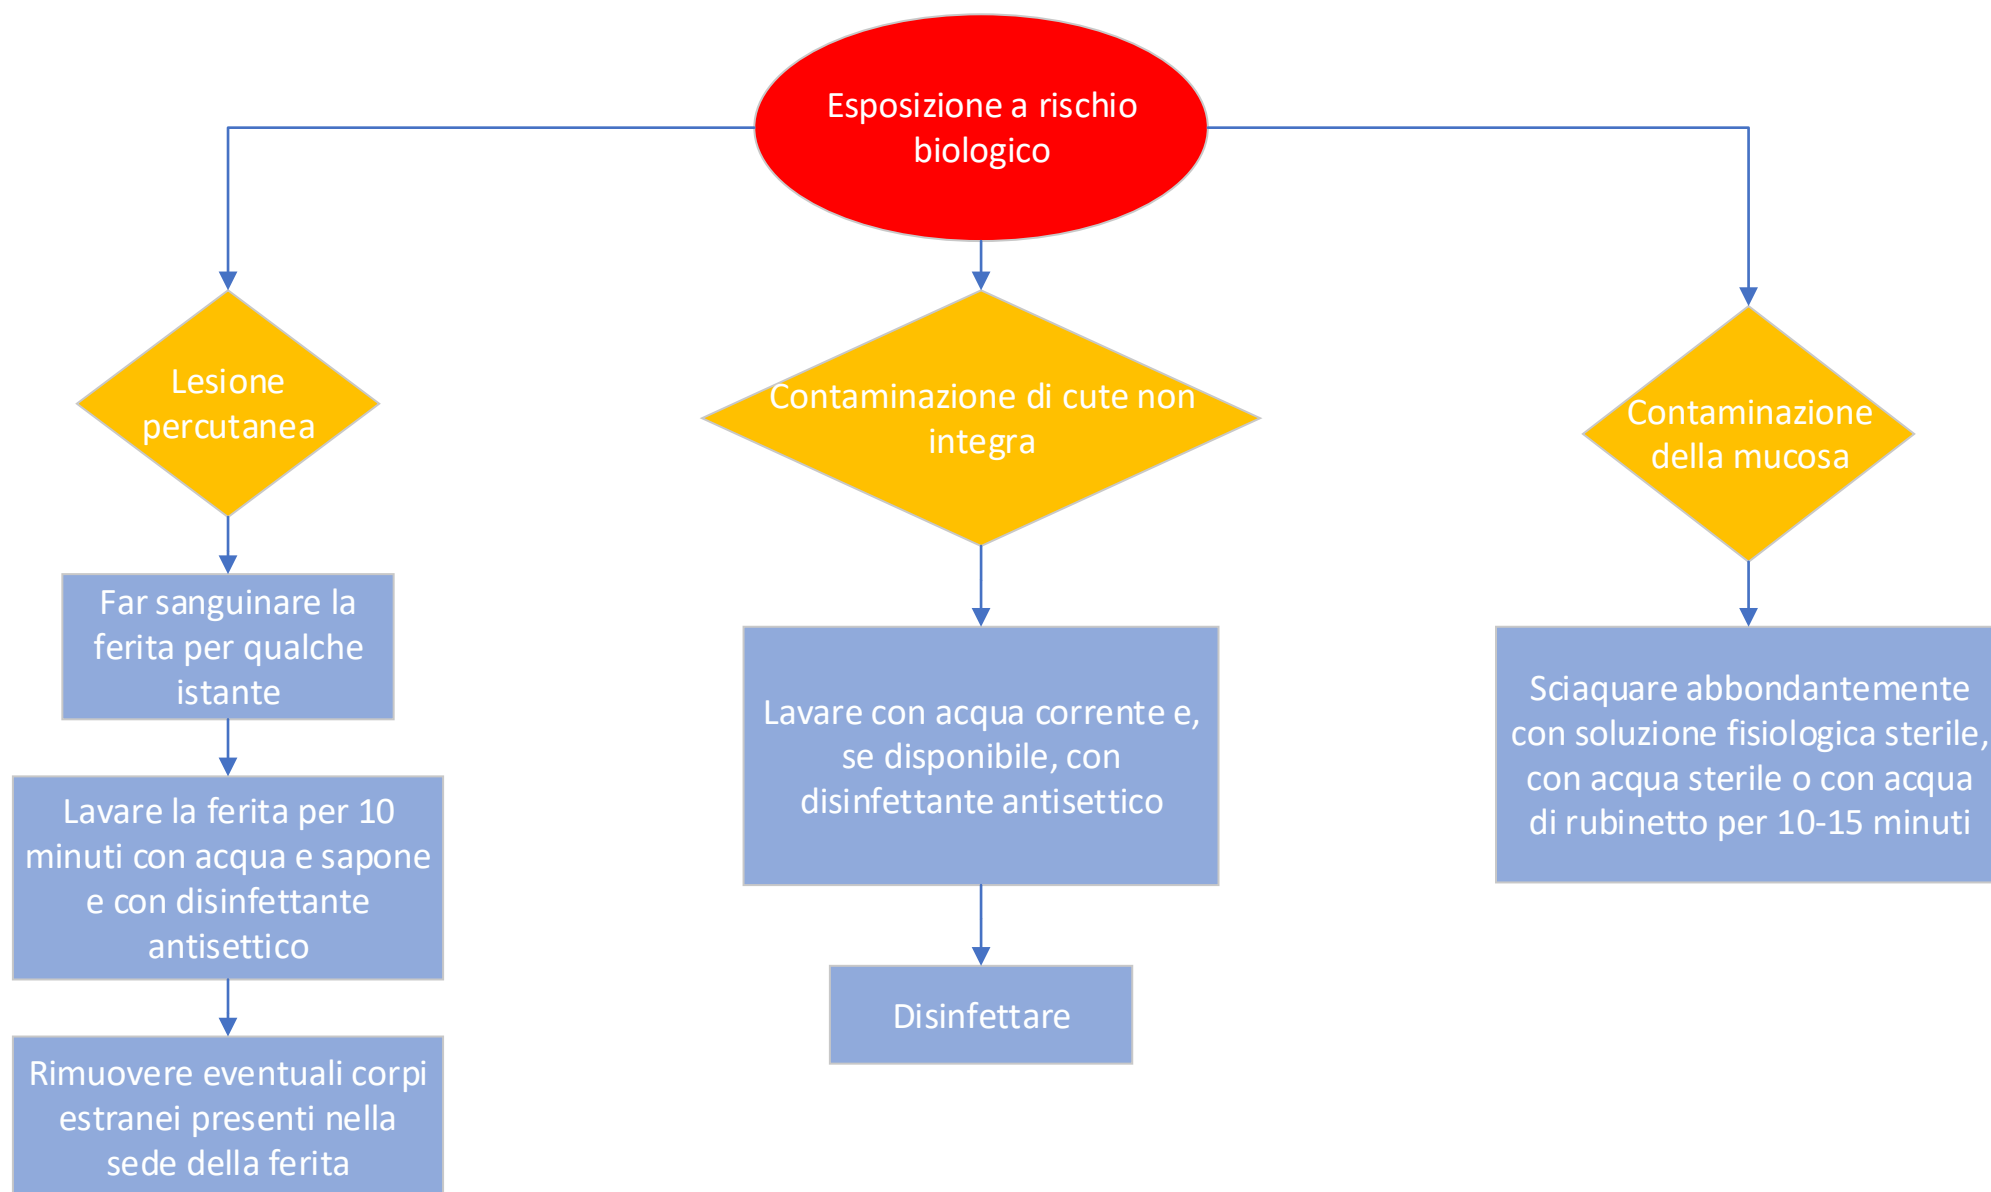 Esposizione a rischio
biologico
Lesione
percutanea
Contaminazione di cute non
integra
Contaminazione
della mucosa
Far sanguinare la
ferita per qualche
istante
Lavare con acqua corrente e,
se disponibile, con
disinfettante antisettico
Sciaquare abbondantemente
con soluzione fisiologica sterile,
con acqua sterile o con acqua
di rubinetto per 10-15 minuti
Lavare la ferita per 10
minuti con acqua e sapone
e con disinfettante
antisettico
Disinfettare
Rimuovere eventuali corpi
estranei presenti nella
sede della ferita